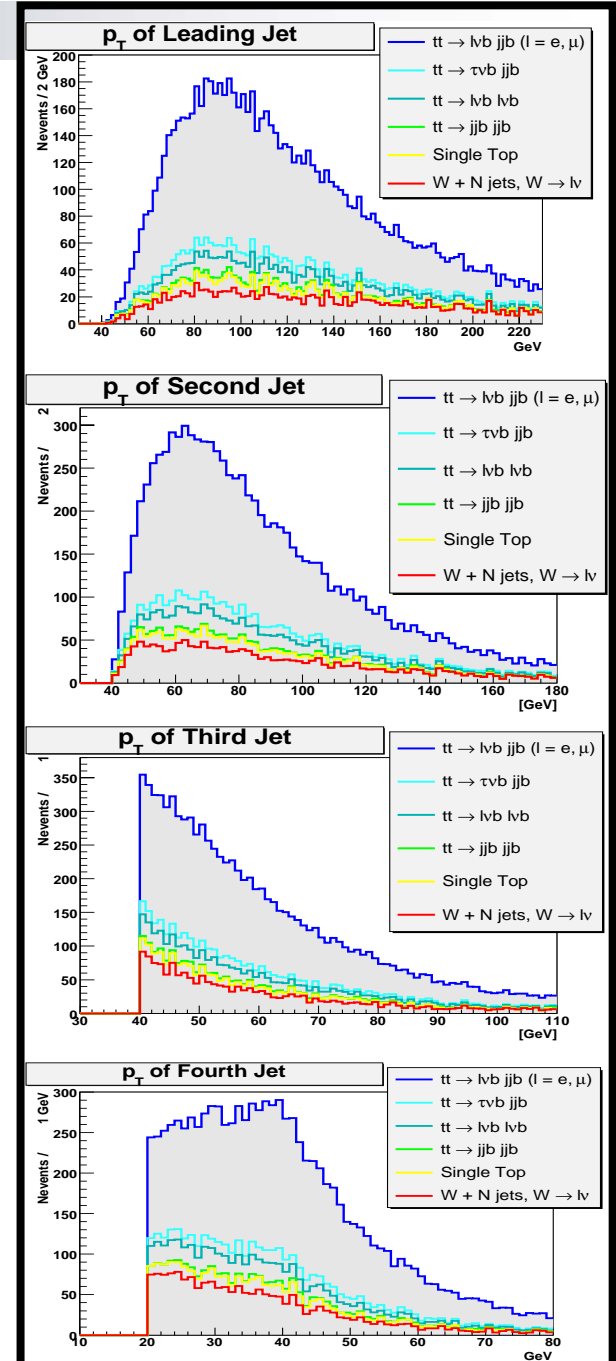 p_T of Leading Jet
Nevents / 2 GeV
200
180
160
140
120
100
80
60
40
20
0
40 60 80 100 120 140 160 180 200 220
GeV
tt → lνb jjb (l = e, μ)
tt → τνb jjb
tt → lνb lνb
tt → jjb jjb
Single Top
W + N jets, W → lν
p_T of Second Jet
Nevents / 2
300
250
200
150
100
50
0
40 60 80 100 120 140 160 180
[GeV]
tt → lνb jjb (l = e, μ)
tt → τνb jjb
tt → lνb lνb
tt → jjb jjb
Single Top
W + N jets, W → lν
p_T of Third Jet
Nevents / 1
350
300
250
200
150
100
50
0
30 40 50 60 70 80 90 100 110
[GeV]
tt → lνb jjb (l = e, μ)
tt → τνb jjb
tt → lνb lνb
tt → jjb jjb
Single Top
W + N jets, W → lν
p_T of Fourth Jet
Nevents / 1 GeV
300
250
200
150
100
50
0
10 20 30 40 50 60 70 80
GeV
tt → lνb jjb (l = e, μ)
tt → τνb jjb
tt → lνb lνb
tt → jjb jjb
Single Top
W + N jets, W → lν